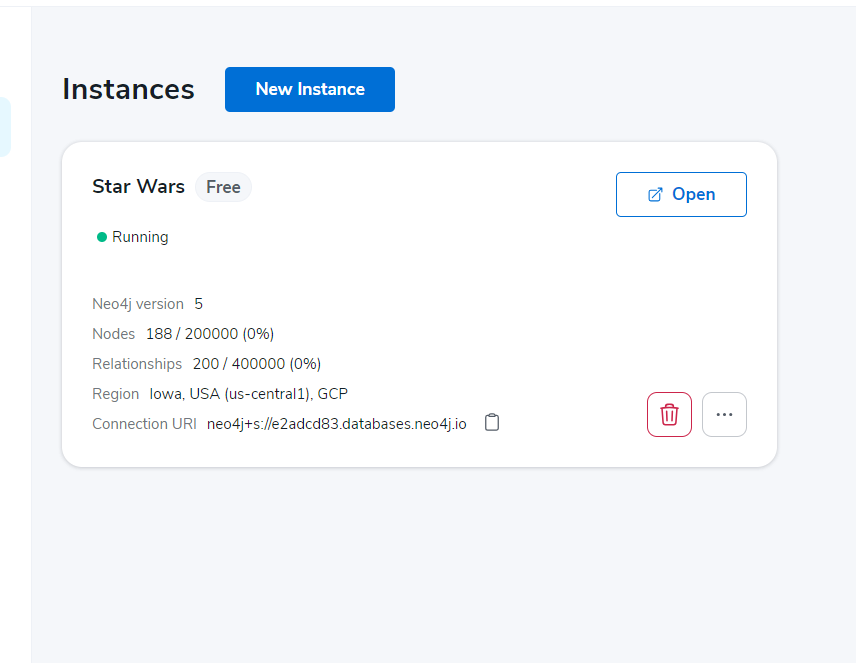 Instances
New Instance
Star Wars Free
Open
Running
Neo4j version 5
Nodes 188 / 200000 (0%)
Relationships 200 / 400000 (0%)
Region Iowa, USA (us-central1), GCP
Connection URI neo4j+s://e2adcd83.databases.neo4j.io